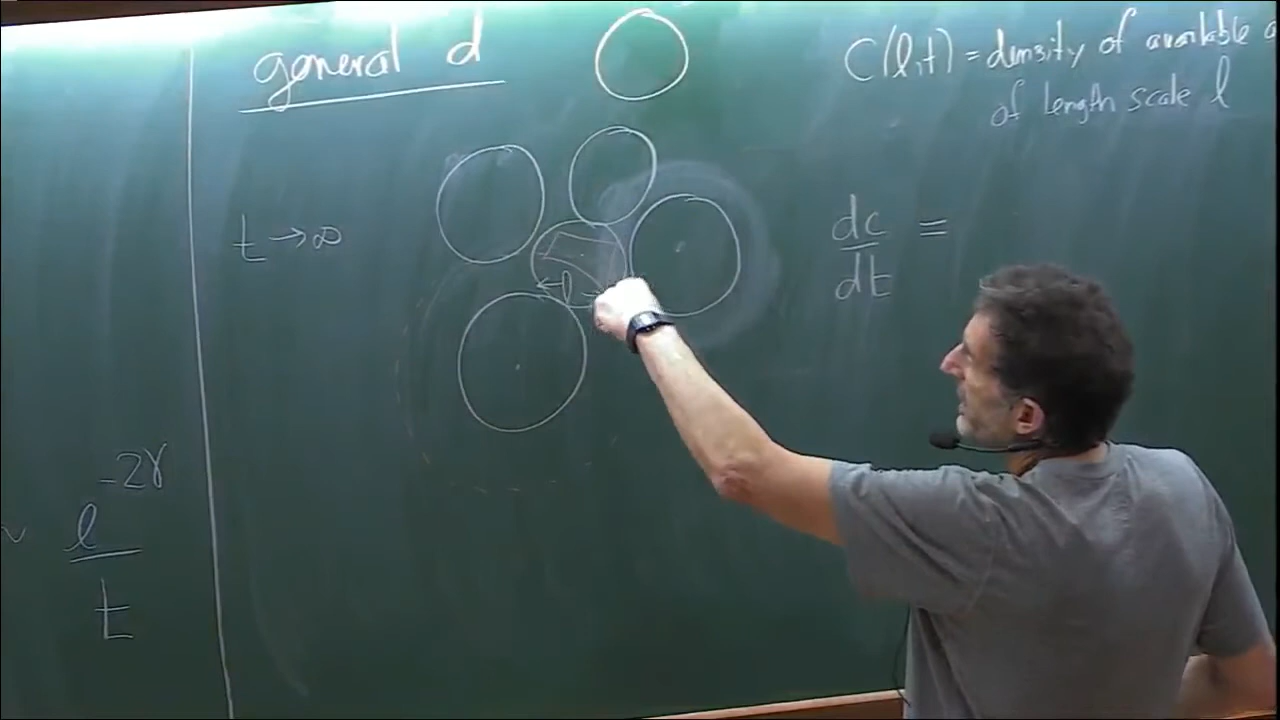 general d
C(l,t) = density of available
of length scale l
t → ∞
dc/dt =
l
l^-2γ
~ ―
t